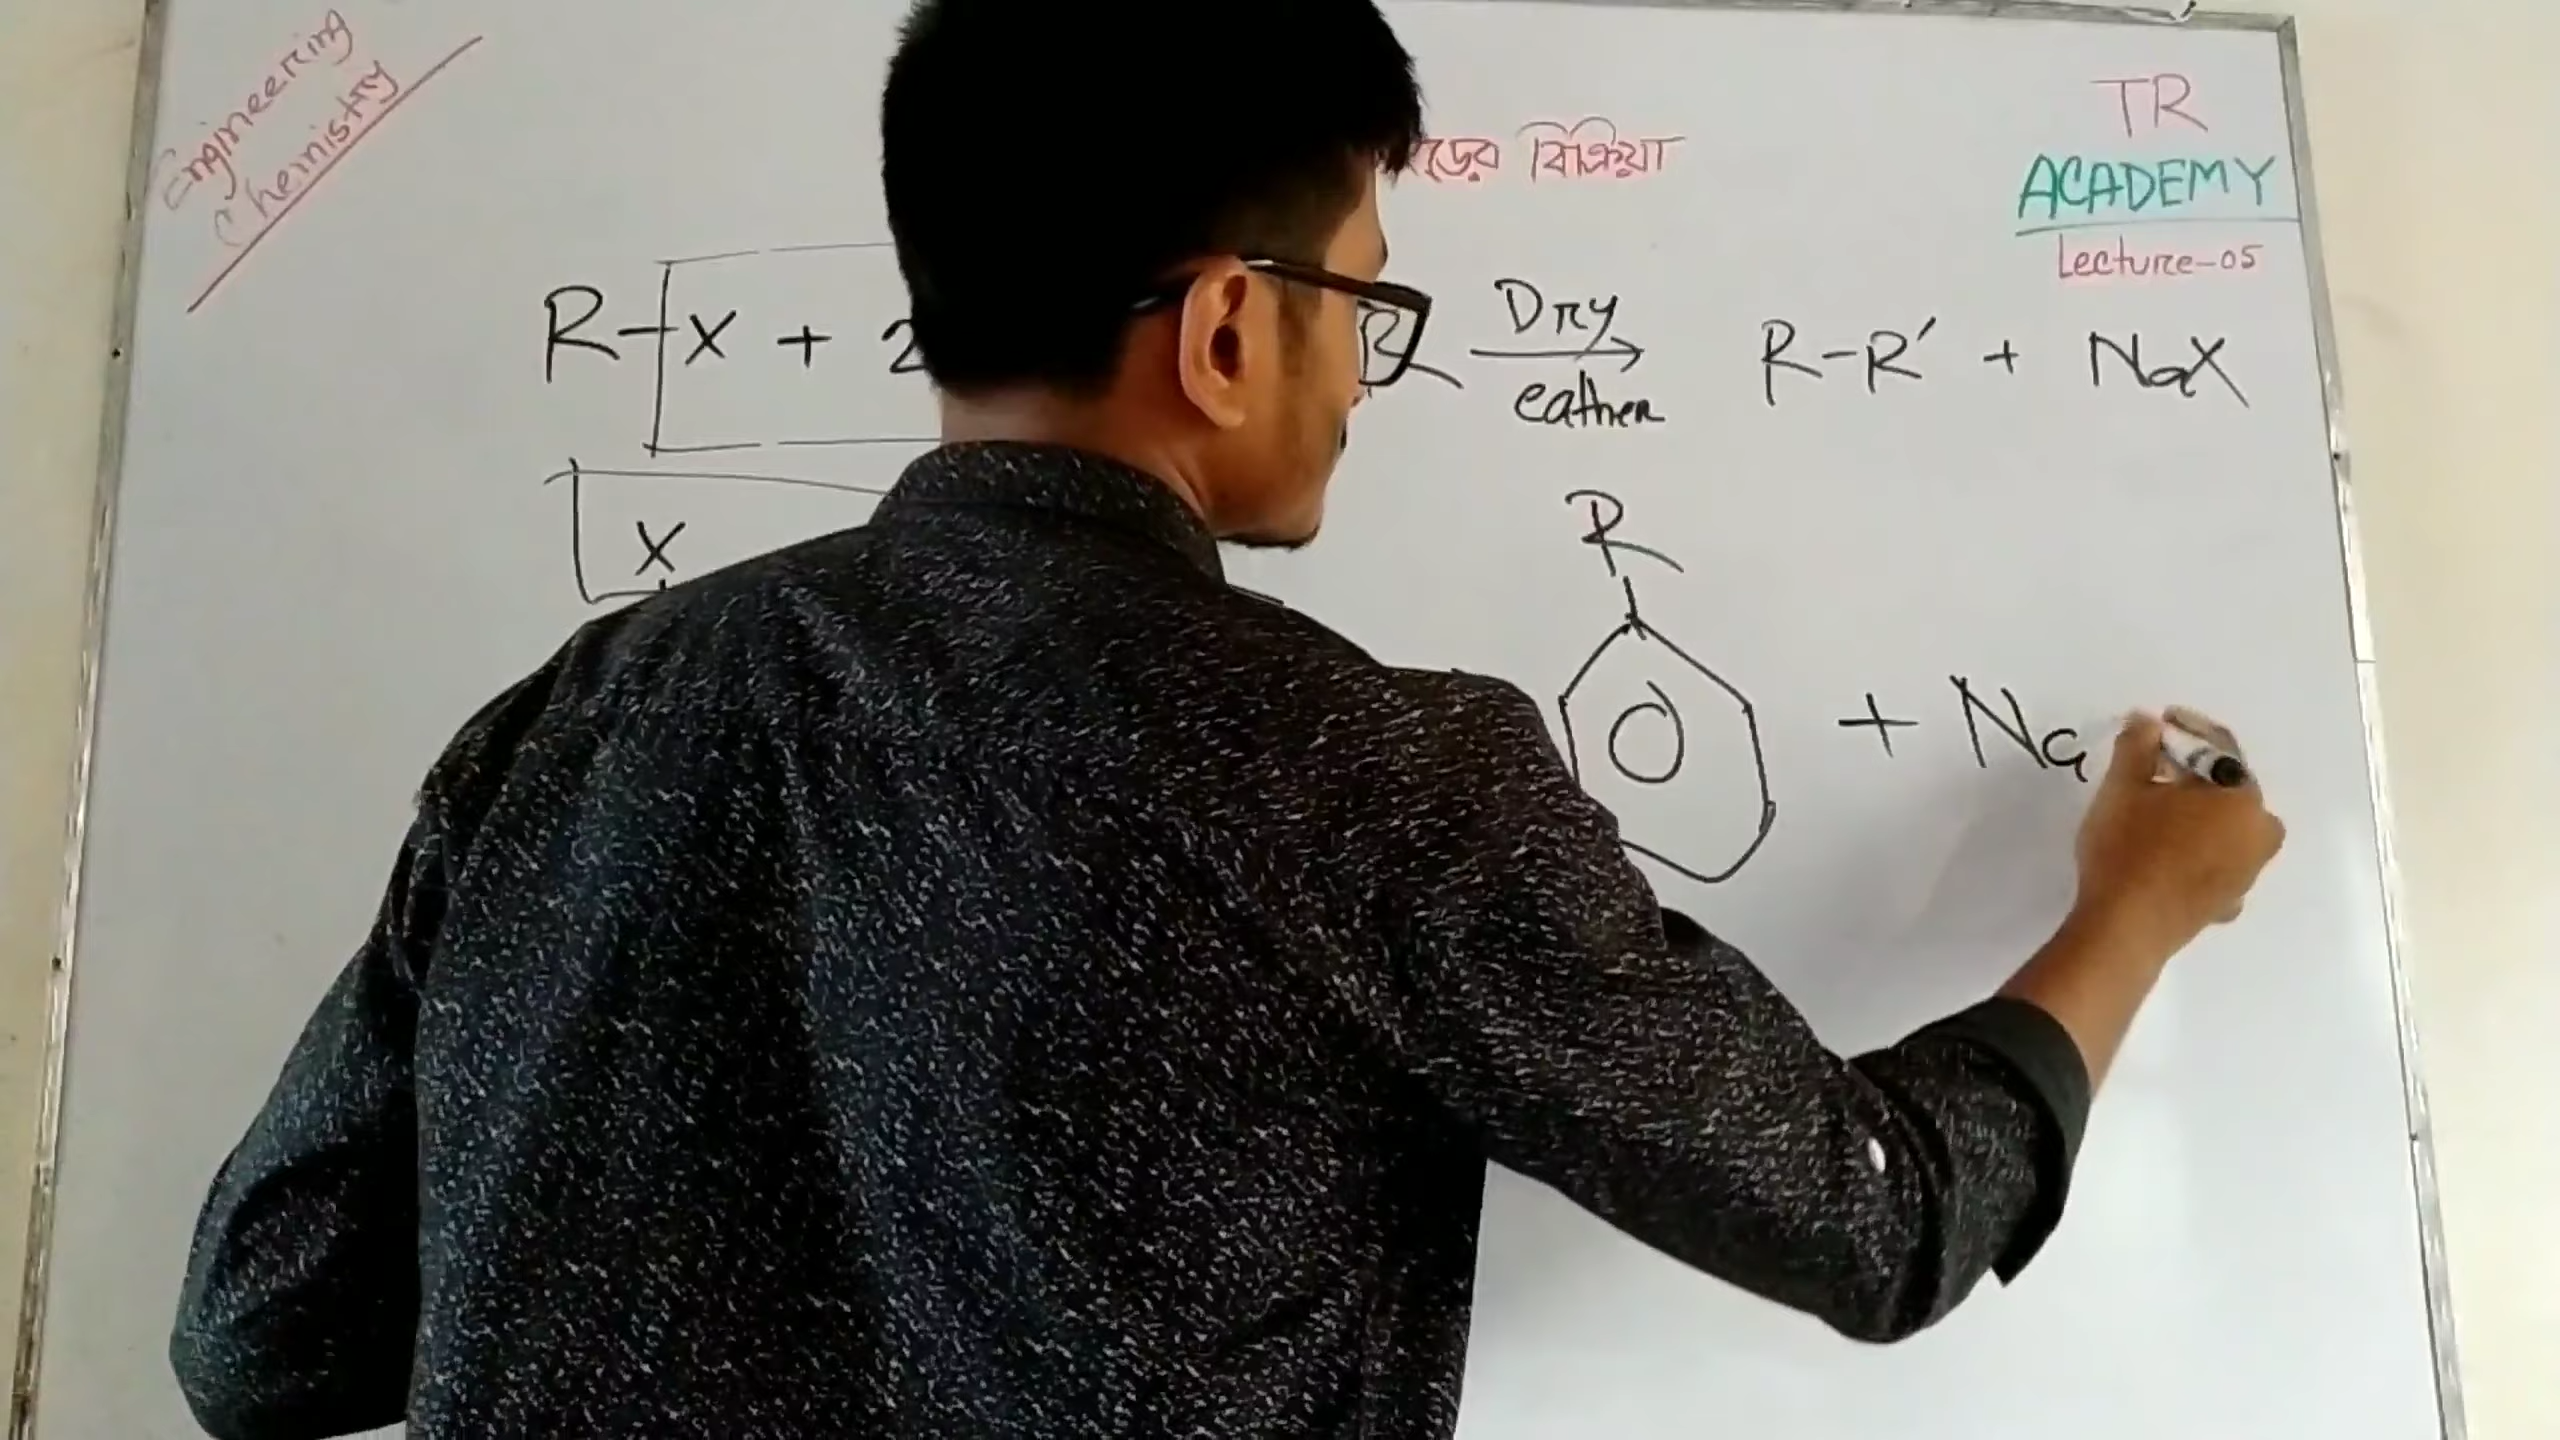 Engineering
Chemistry
TR
ACADEMY
Lecture-05
বিক্রিয়া
R-X + 2
R
Dry
eather
R-R' + NaX
X
R
+ Na